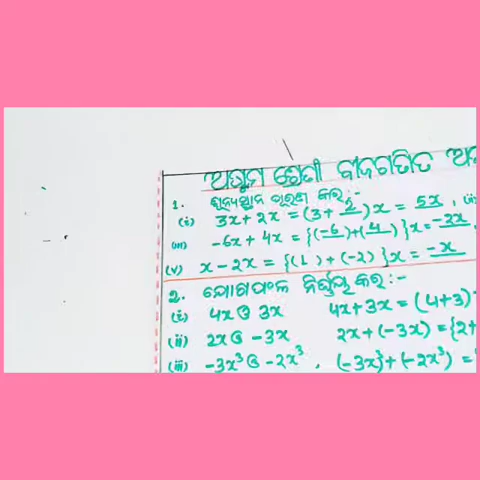 ଅଷ୍ଟମ ଶ୍ରେଣୀ ବୀଜଗଣିତ
1. ଶୂନ୍ୟସ୍ଥାନ ପୂରଣ କର :-
(i) 3x + 2x = (3 + 2) x = 5x, (ii)
(iii) -6x + 4x = {(-6) + (4)} x = -2x,
(v) x - 2x = {(1) + (-2)} x = -x
2. ଯୋଗଫଳ ନିର୍ଣ୍ଣୟ କର :-
(i) 4x ଓ 3x 4x + 3x = (4+3)
(ii) 2x ଓ -3x 2x + (-3x) = {2+
(iii) -3x³ ଓ -2x³, (-3x³) + (-2x³) =